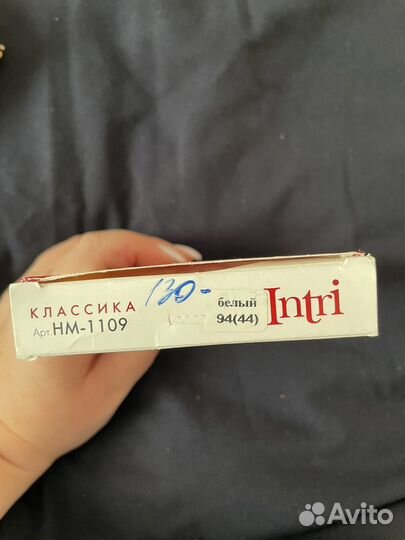 КЛАССИКА
130-
белый
Арт. НМ-1109
94(44)
Intri
Avito